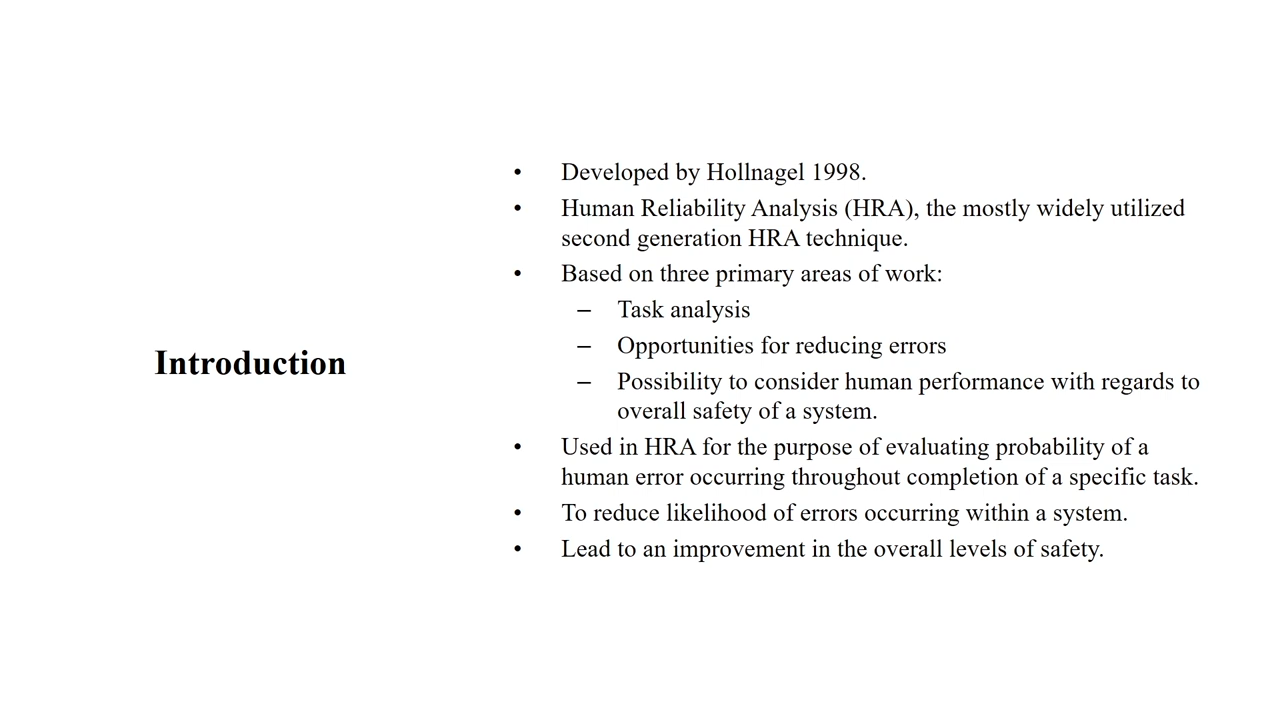 Introduction
• Developed by Hollnagel 1998.
• Human Reliability Analysis (HRA), the mostly widely utilized
second generation HRA technique.
• Based on three primary areas of work:
– Task analysis
– Opportunities for reducing errors
– Possibility to consider human performance with regards to
overall safety of a system.
• Used in HRA for the purpose of evaluating probability of a
human error occurring throughout completion of a specific task.
• To reduce likelihood of errors occurring within a system.
• Lead to an improvement in the overall levels of safety.